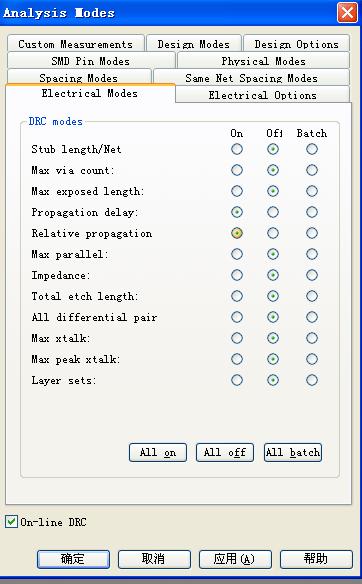 Analysis Modes
Custom Measurements Design Modes Design Options
SMD Pin Modes Physical Modes
Spacing Modes Same Net Spacing Modes
Electrical Modes Electrical Options
DRC modes
On Off Batch
Stub length/Net
Max via count:
Max exposed length:
Propagation delay:
Relative propagation
Max parallel:
Impedance:
Total etch length:
All differential pair
Max xtalk:
Max peak xtalk:
Layer sets:
All on All off All batch
On-line DRC
确定 取消 应用(A) 帮助